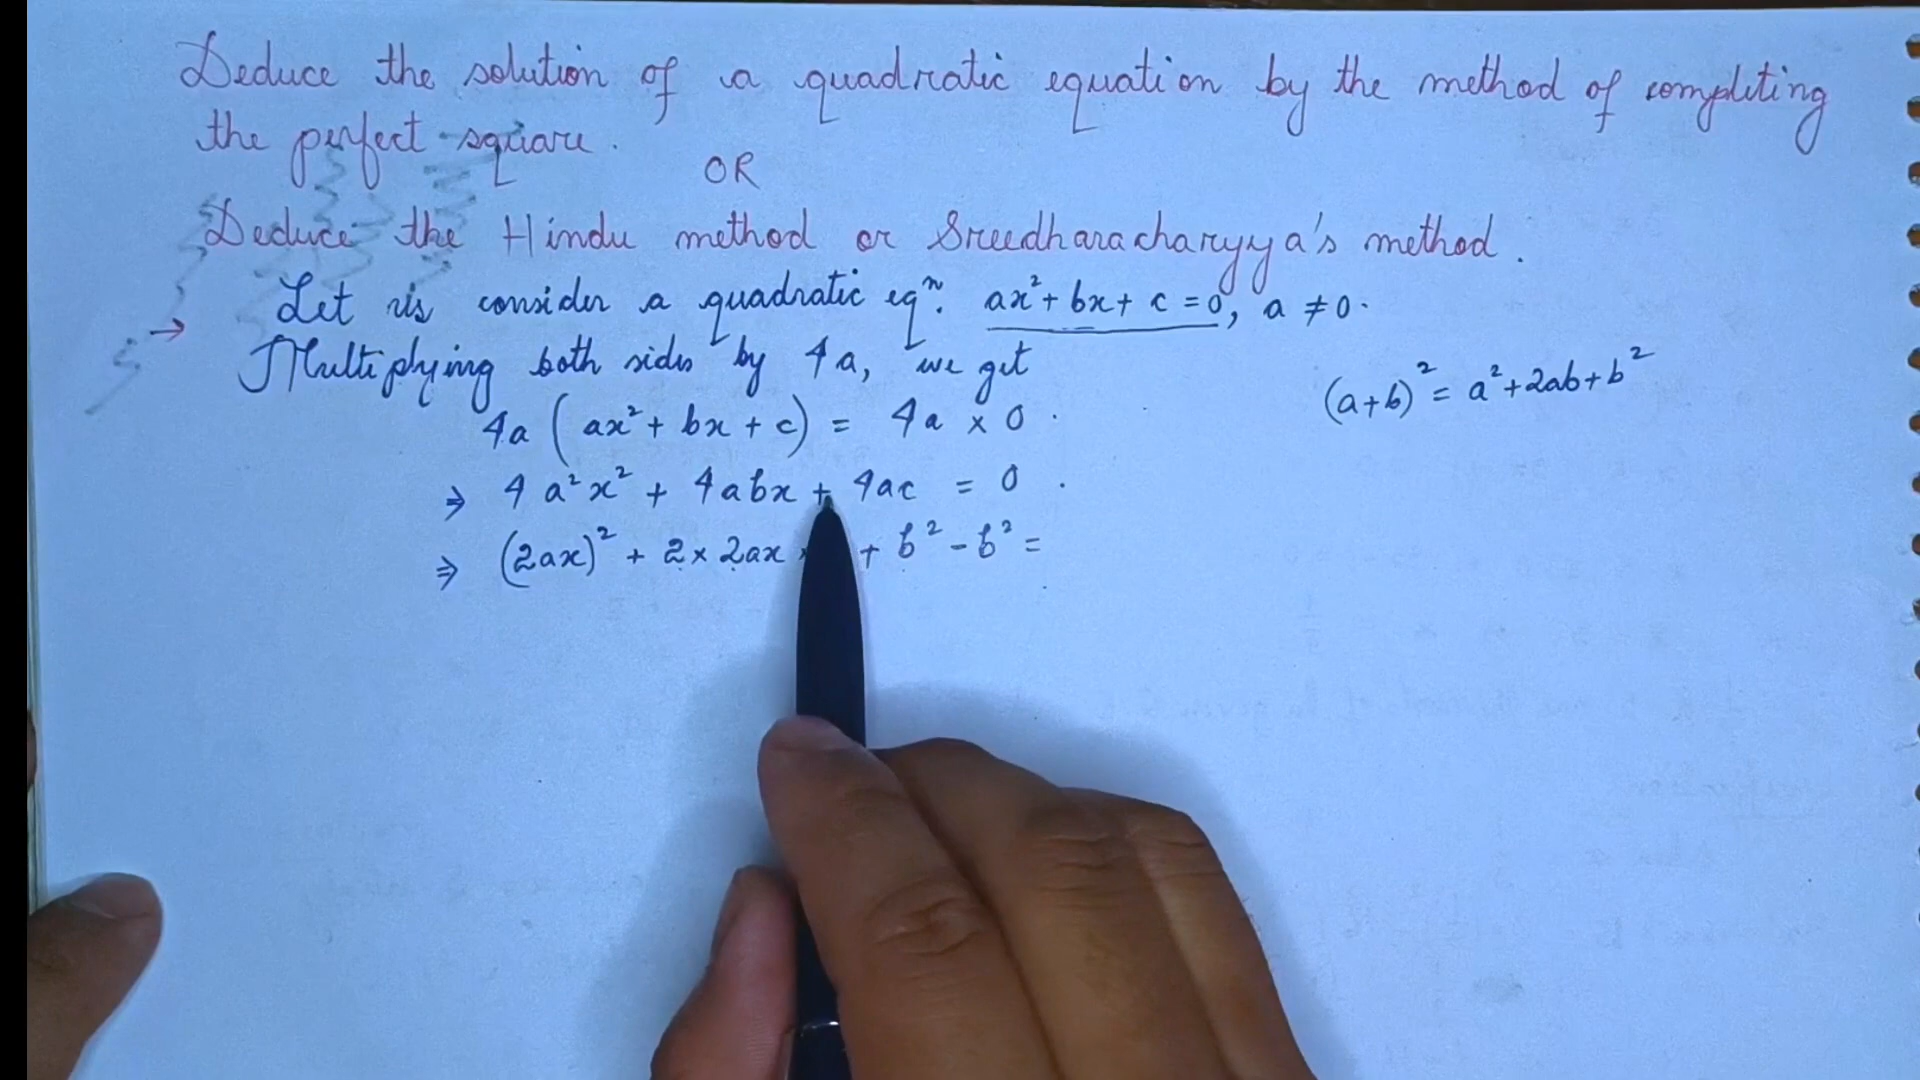 Deduce the solution of a quadratic equation by the method of completing
the perfect square.
OR
Deduce the Hindu method or Sreedharacharyya's method.
→ Let us consider a quadratic eqⁿ. ax²+bx+c=0, a ≠ 0.
Multiplying both sides by 4a, we get
(a+b)² = a²+2ab+b²
4a (ax²+bx+c) = 4a × 0.
⇒ 4a²x² + 4abx + 4ac = 0.
⇒ (2ax)² + 2×2ax × + b² - b² =